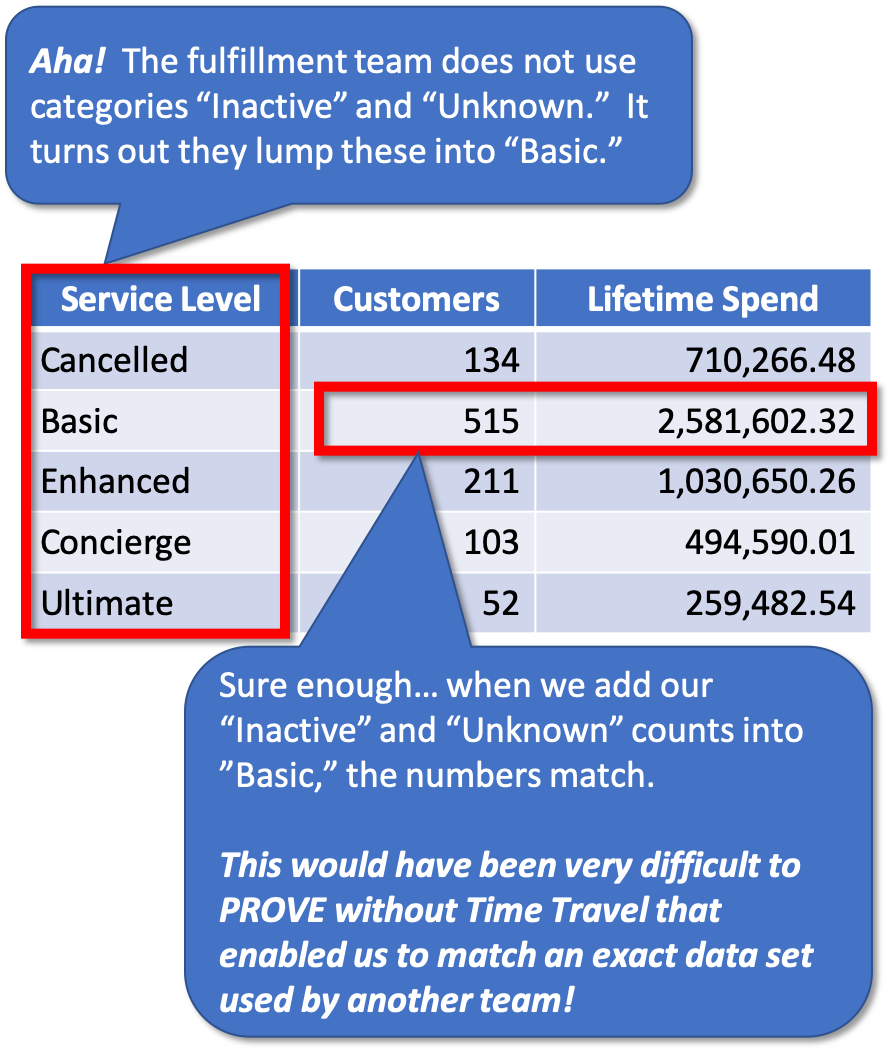 Aha!  The fulfillment team does not use
categories “Inactive” and “Unknown.”  It
turns out they lump these into “Basic.”
Service Level Customers Lifetime Spend
Cancelled 134 710,266.48
Basic 515 2,581,602.32
Enhanced 211 1,030,650.26
Concierge 103 494,590.01
Ultimate 52 259,482.54
Sure enough… when we add our
“Inactive” and “Unknown” counts into
”Basic,” the numbers match.
This would have been very difficult to
PROVE without Time Travel that
enabled us to match an exact data set
used by another team!